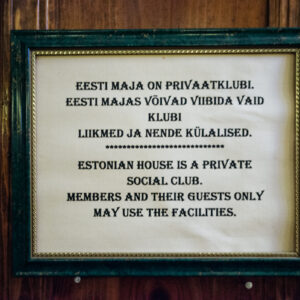 EESTI MAJA ON PRIVAATKLUBI.
EESTI MAJAS VÕIVAD VIIBIDA VAID
KLUBI
LIIKMED JA NENDE KÜLALISED.
**********************
ESTONIAN HOUSE IS A PRIVATE
SOCIAL CLUB.
MEMBERS AND THEIR GUESTS ONLY
MAY USE THE FACILITIES.